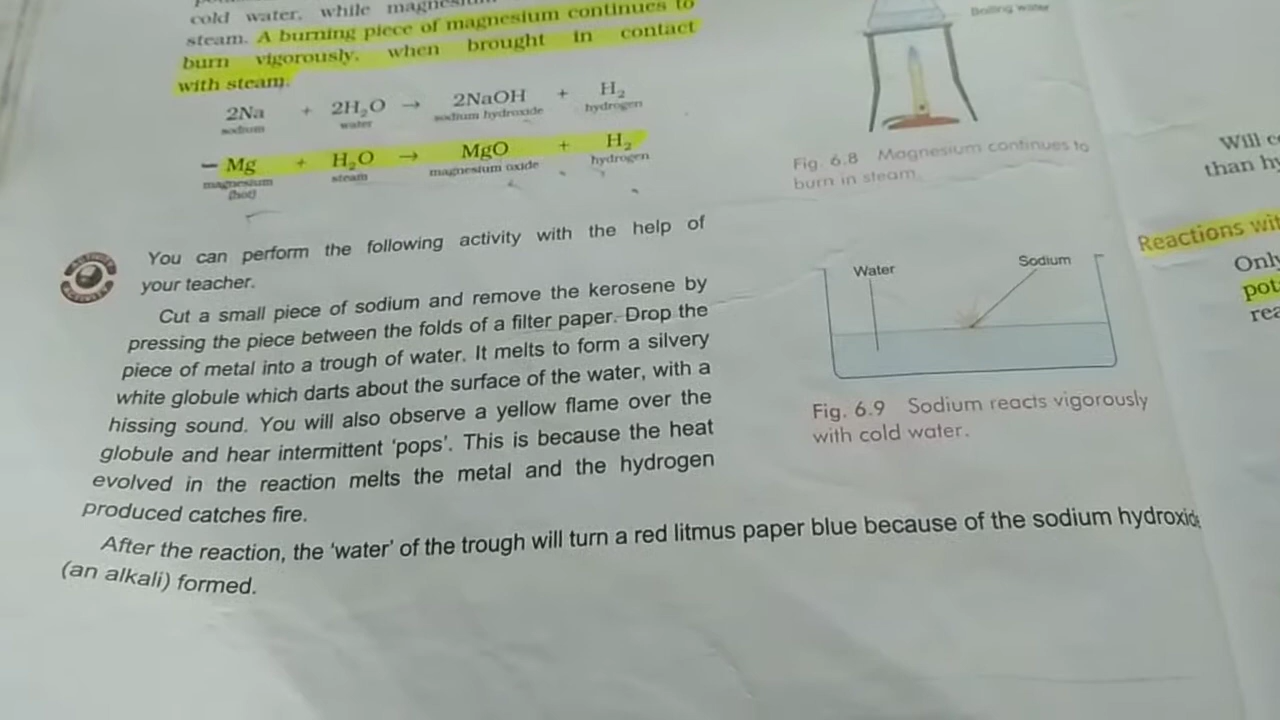 cold water, while
steam. A burning piece of magnesium continues to
burn vigorously, when brought in contact
with steam.
2Na + 2H₂O → 2NaOH + H₂
sodium water sodium hydroxide hydrogen
Mg + H₂O → MgO + H₂
magnesium steam magnesium oxide hydrogen
(hot)
You can perform the following activity with the help of
your teacher.
Cut a small piece of sodium and remove the kerosene by
pressing the piece between the folds of a filter paper. Drop the
piece of metal into a trough of water. It melts to form a silvery
white globule which darts about the surface of the water, with a
hissing sound. You will also observe a yellow flame over the
globule and hear intermittent 'pops'. This is because the heat
evolved in the reaction melts the metal and the hydrogen
produced catches fire.
After the reaction, the 'water' of the trough will turn a red litmus paper blue because of the sodium hydroxide
(an alkali) formed.
Boiling water
Fig. 6.8 Magnesium continues to
burn in steam.
Water
Sodium
Fig. 6.9 Sodium reacts vigorously
with cold water.
Will
than
Reactions